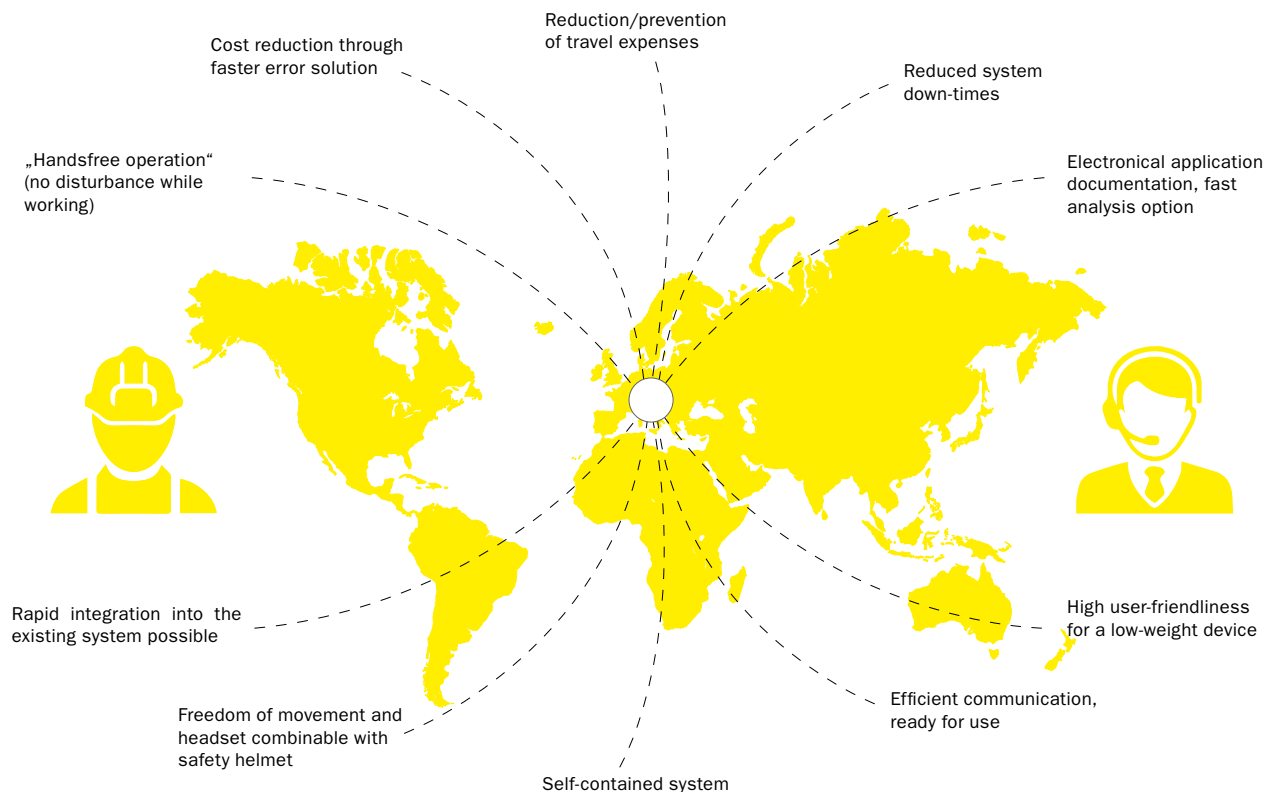 Reduction/prevention
of travel expenses
Cost reduction through
faster error solution
Reduced system
down-times
„Handsfree operation“
(no disturbance while
working)
Electronical application
documentation, fast
analysis option
Rapid integration into the
existing system possible
High user-friendliness
for a low-weight device
Freedom of movement and
headset combinable with
safety helmet
Efficient communication,
ready for use
Self-contained system